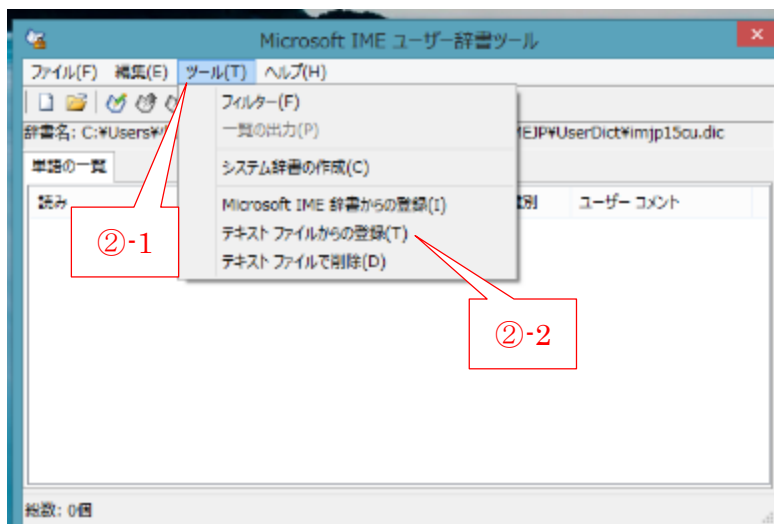 Microsoft IME ユーザー辞書ツール
ファイル(F) 編集(E) ツール(T) ヘルプ(H)
フィルター(F)
辞書名: C:¥Users¥ 一覧の出力(P) MEJP¥UserDict¥imjp15cu.dic
単語の一覧 システム辞書の作成(C)
読み Microsoft IME 辞書からの登録(I) ユーザー コメント
②-1 テキスト ファイルからの登録(T)
テキスト ファイルで削除(D)
②-2
総数: 0個